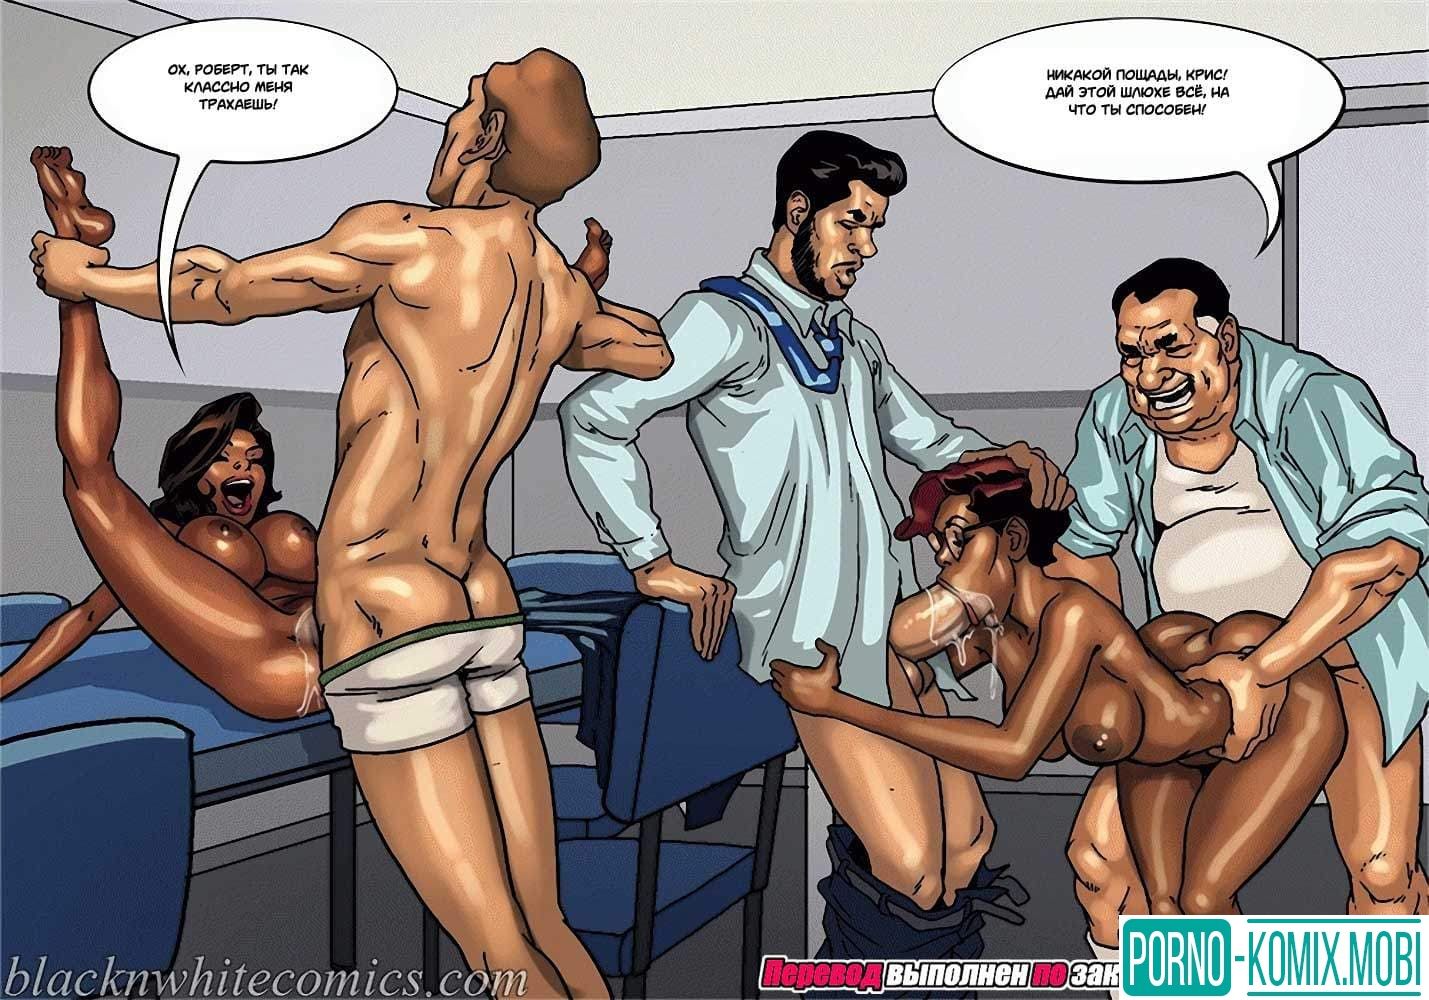 ОХ, РОБЕРТ, ТЫ ТАК
КЛАССНО МЕНЯ
ТРАХАЕШЬ!
НИКАКОЙ ПОЩАДЫ, КРИС!
ДАЙ ЭТОЙ ШЛЮХЕ ВСЁ, НА
ЧТО ТЫ СПОСОБЕН!
blacknwhitecomics.com
Перевод выполнен по зак
PORNO-KOMIX.MOBI